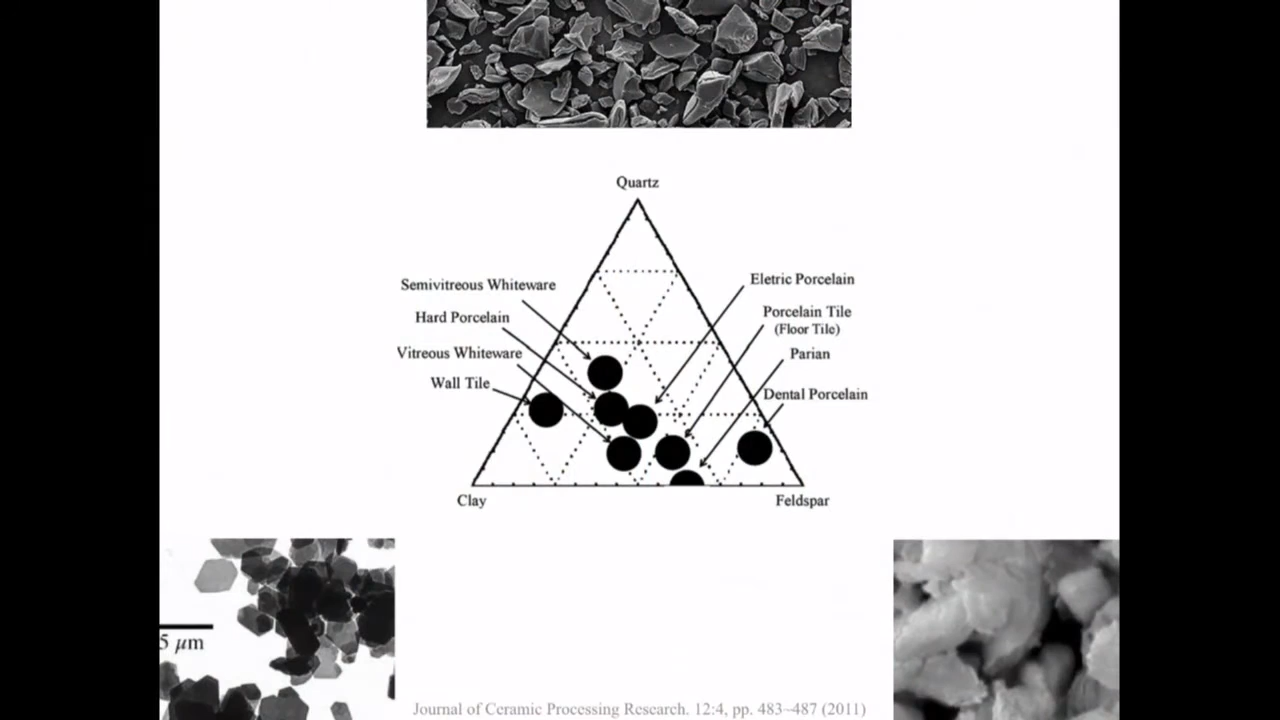 Quartz
Semivitreous Whiteware
Eletric Porcelain
Hard Porcelain
Porcelain Tile
(Floor Tile)
Vitreous Whiteware
Parian
Wall Tile
Dental Porcelain
Clay
Feldspar
5 μm
Journal of Ceramic Processing Research. 12:4, pp. 483~487 (2011)